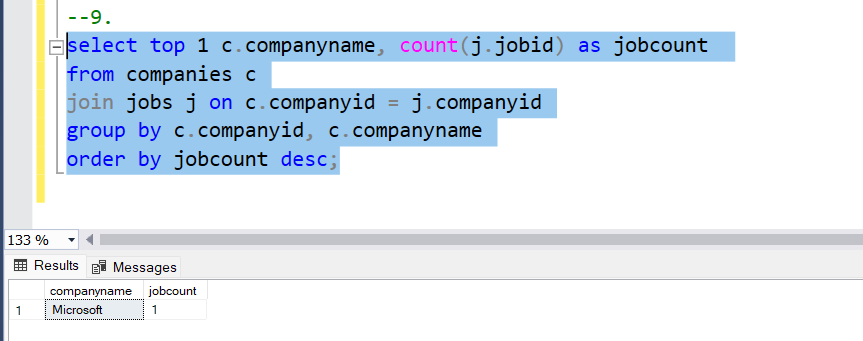 --9.
select top 1 c.companyname, count(j.jobid) as jobcount
from companies c
join jobs j on c.companyid = j.companyid
group by c.companyid, c.companyname
order by jobcount desc;
133 %
Results Messages
companyname jobcount
1 Microsoft 1